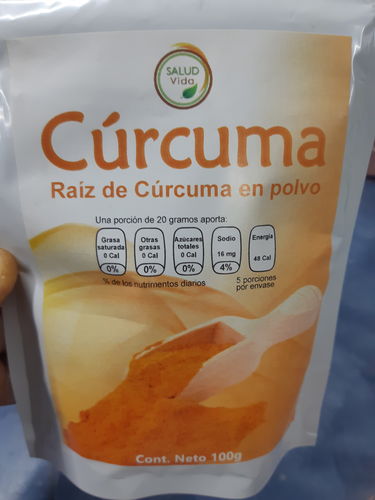 SALUD
Vida
Cúrcuma
Raíz de Cúrcuma en polvo
Una porción de 20 gramos aporta:
Grasa saturada 0 Cal 0%
Otras grasas 0 Cal 0%
Azúcares totales 0 Cal 0%
Sodio 16 mg 4%
Energía 48 Cal
% de los nutrimentos diarios
5 porciones
por envase
Cont. Neto 100g